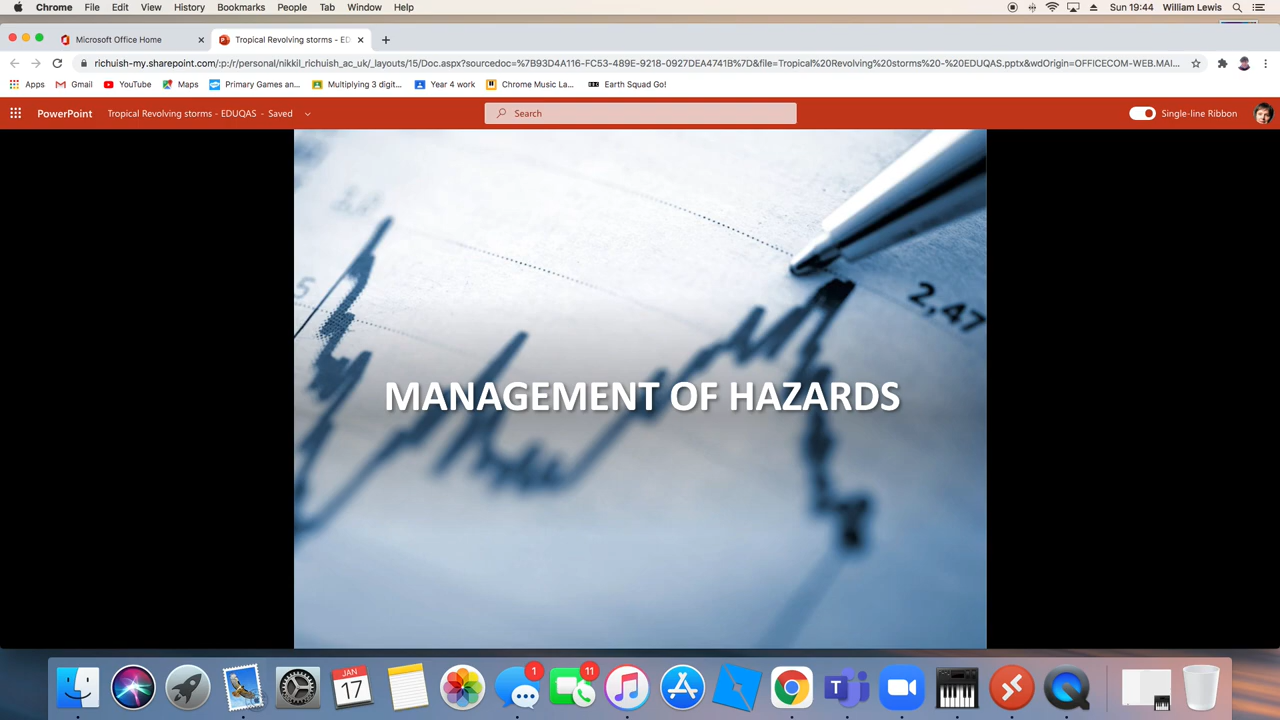 Chrome File Edit View History Bookmarks People Tab Window Help Sun 19:44 William Lewis
Microsoft Office Home Tropical Revolving storms - ED
richuish-my.sharepoint.com/:p:/r/personal/nikkil_richuish_ac_uk/_layouts/15/Doc.aspx?sourcedoc=%7B93D4A116-FC53-489E-9218-0927DEA4741B%7D&file=Tropical%20Revolving%20storms%20-%20EDUQAS.pptx&wdOrigin=OFFICECOM-WEB.MAI...
Apps Gmail YouTube Maps Primary Games an... Multiplying 3 digit... Year 4 work Chrome Music La... Earth Squad Go!
PowerPoint Tropical Revolving storms - EDUQAS - Saved Search Single-line Ribbon
5
2,47
MANAGEMENT OF HAZARDS
JAN
17
1
11